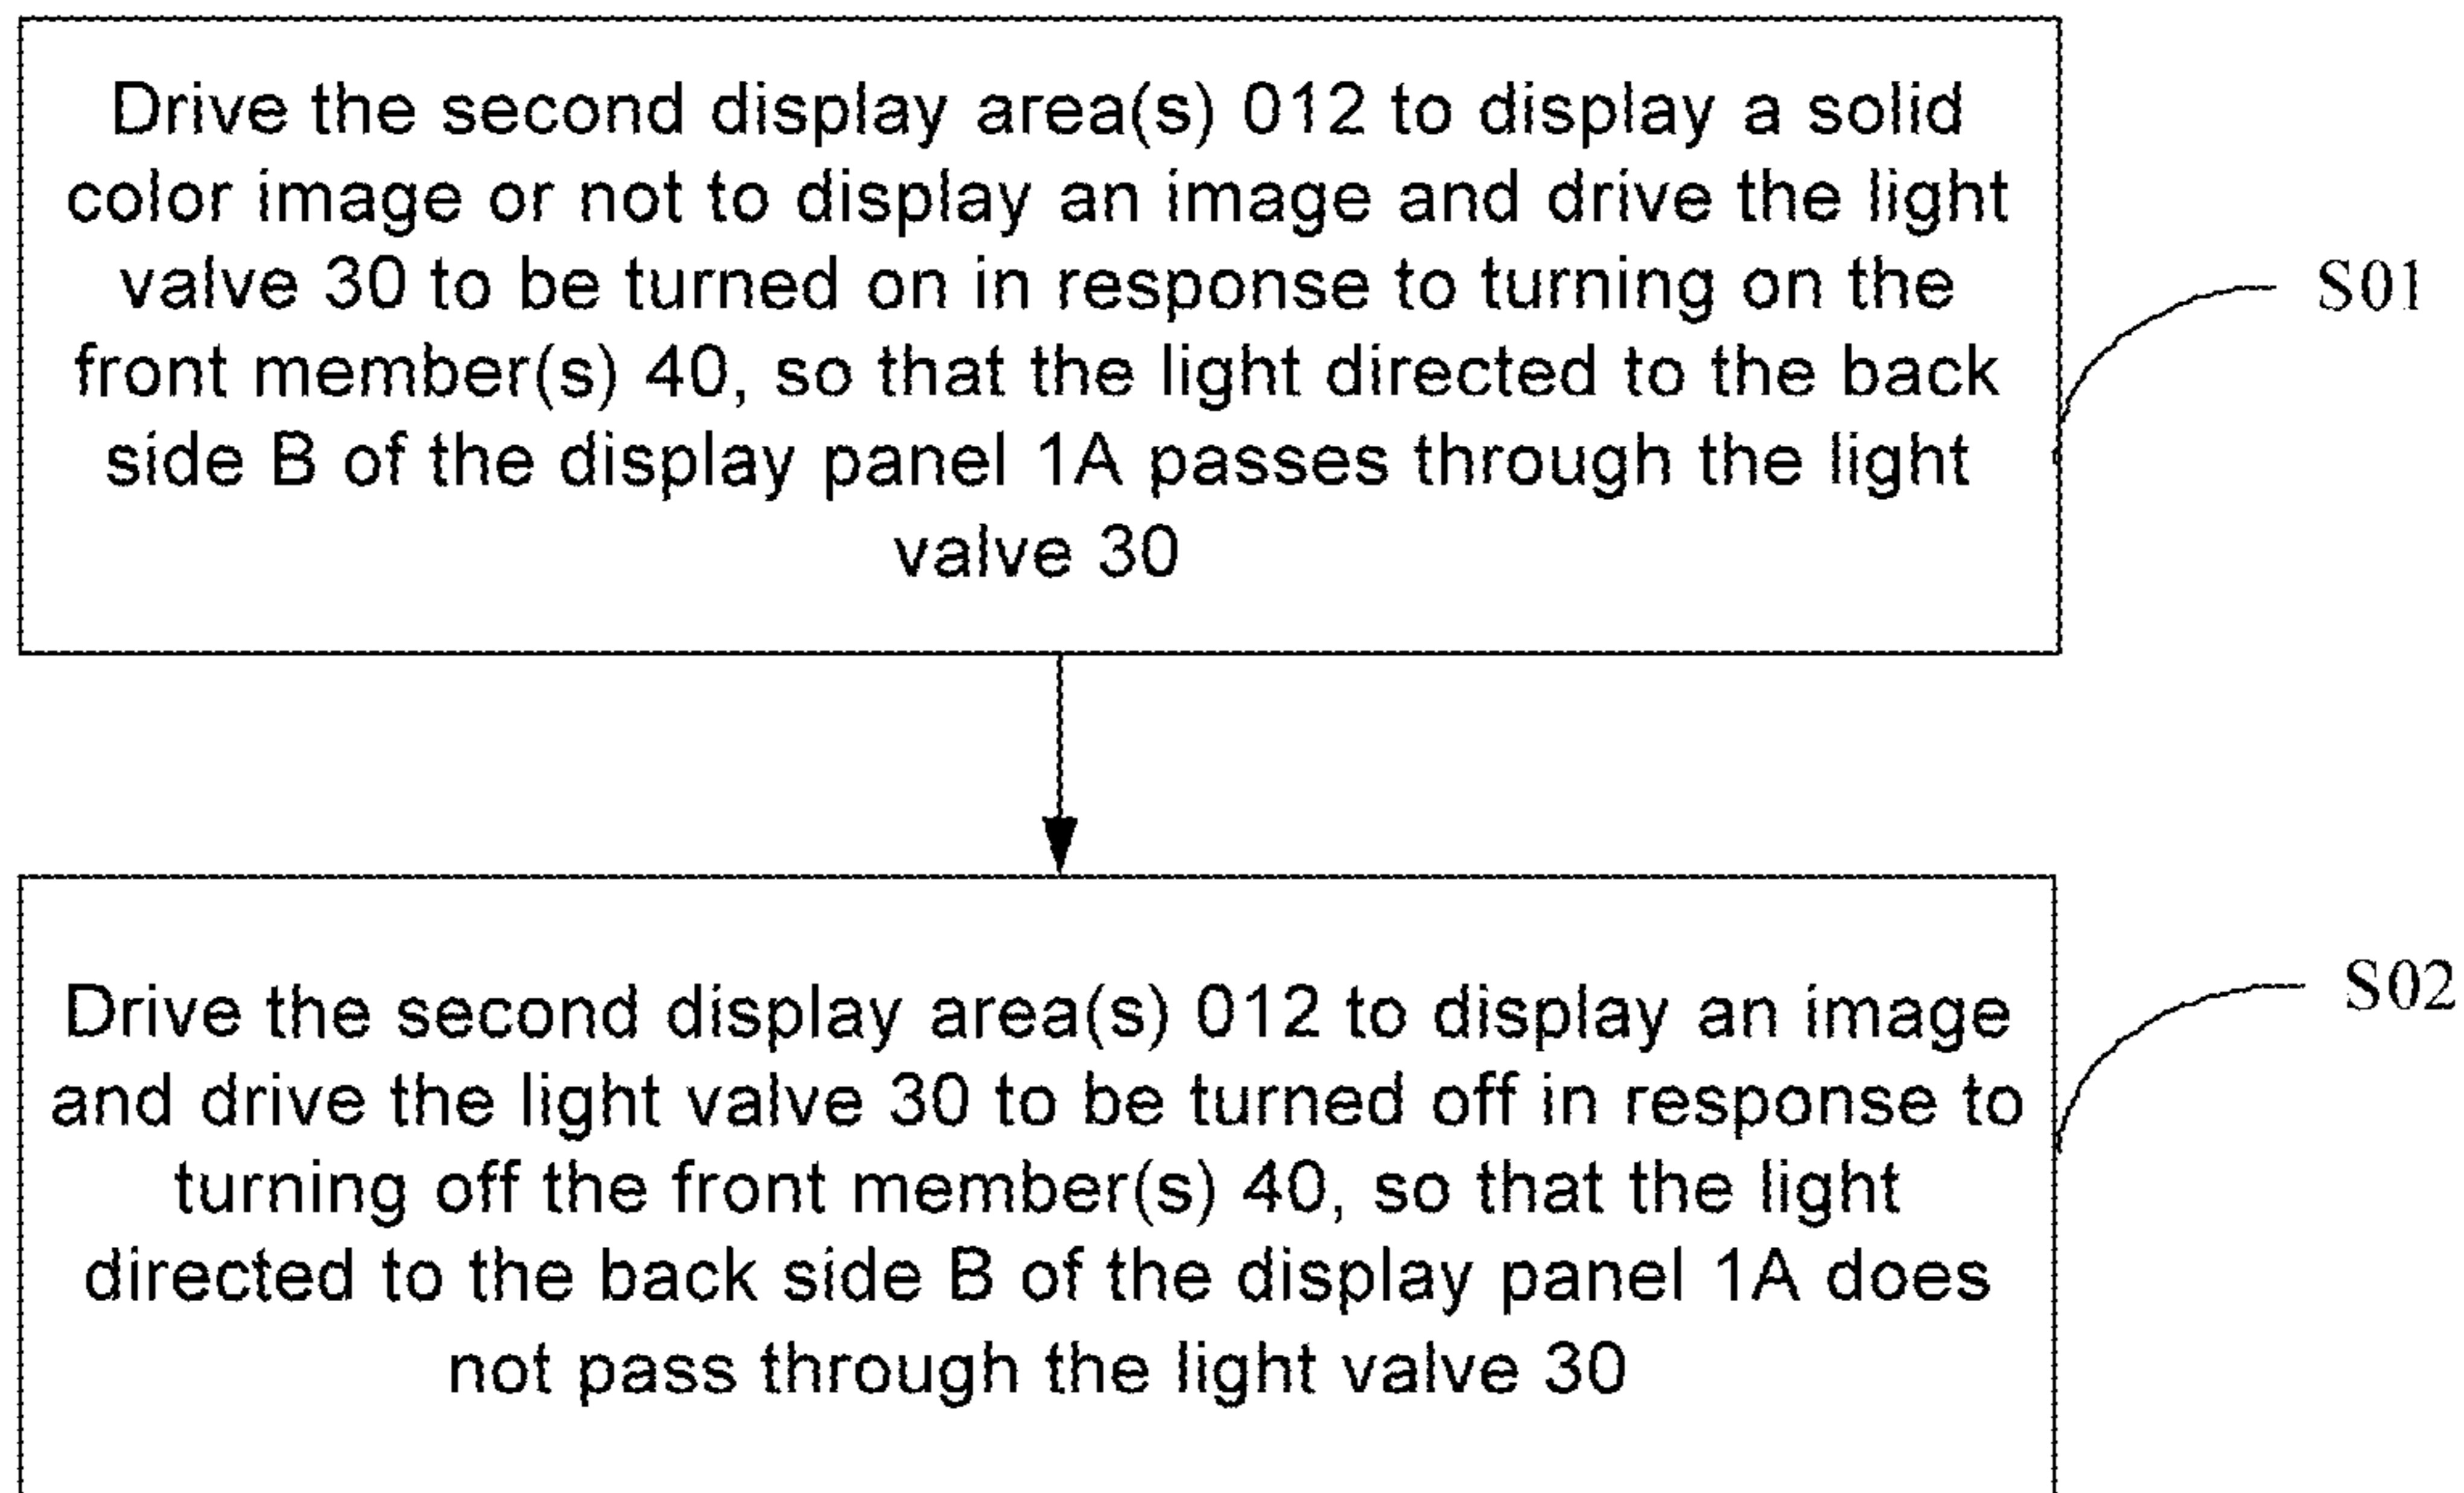 Drive the second display area(s) 012 to display a solid
color image or not to display an image and drive the light
valve 30 to be turned on in response to turning on the
front member(s) 40, so that the light directed to the back
side B of the display panel 1A passes through the light
valve 30
S01
Drive the second display area(s) 012 to display an image
and drive the light valve 30 to be turned off in response to
turning off the front member(s) 40, so that the light
directed to the back side B of the display panel 1A does
not pass through the light valve 30
S02